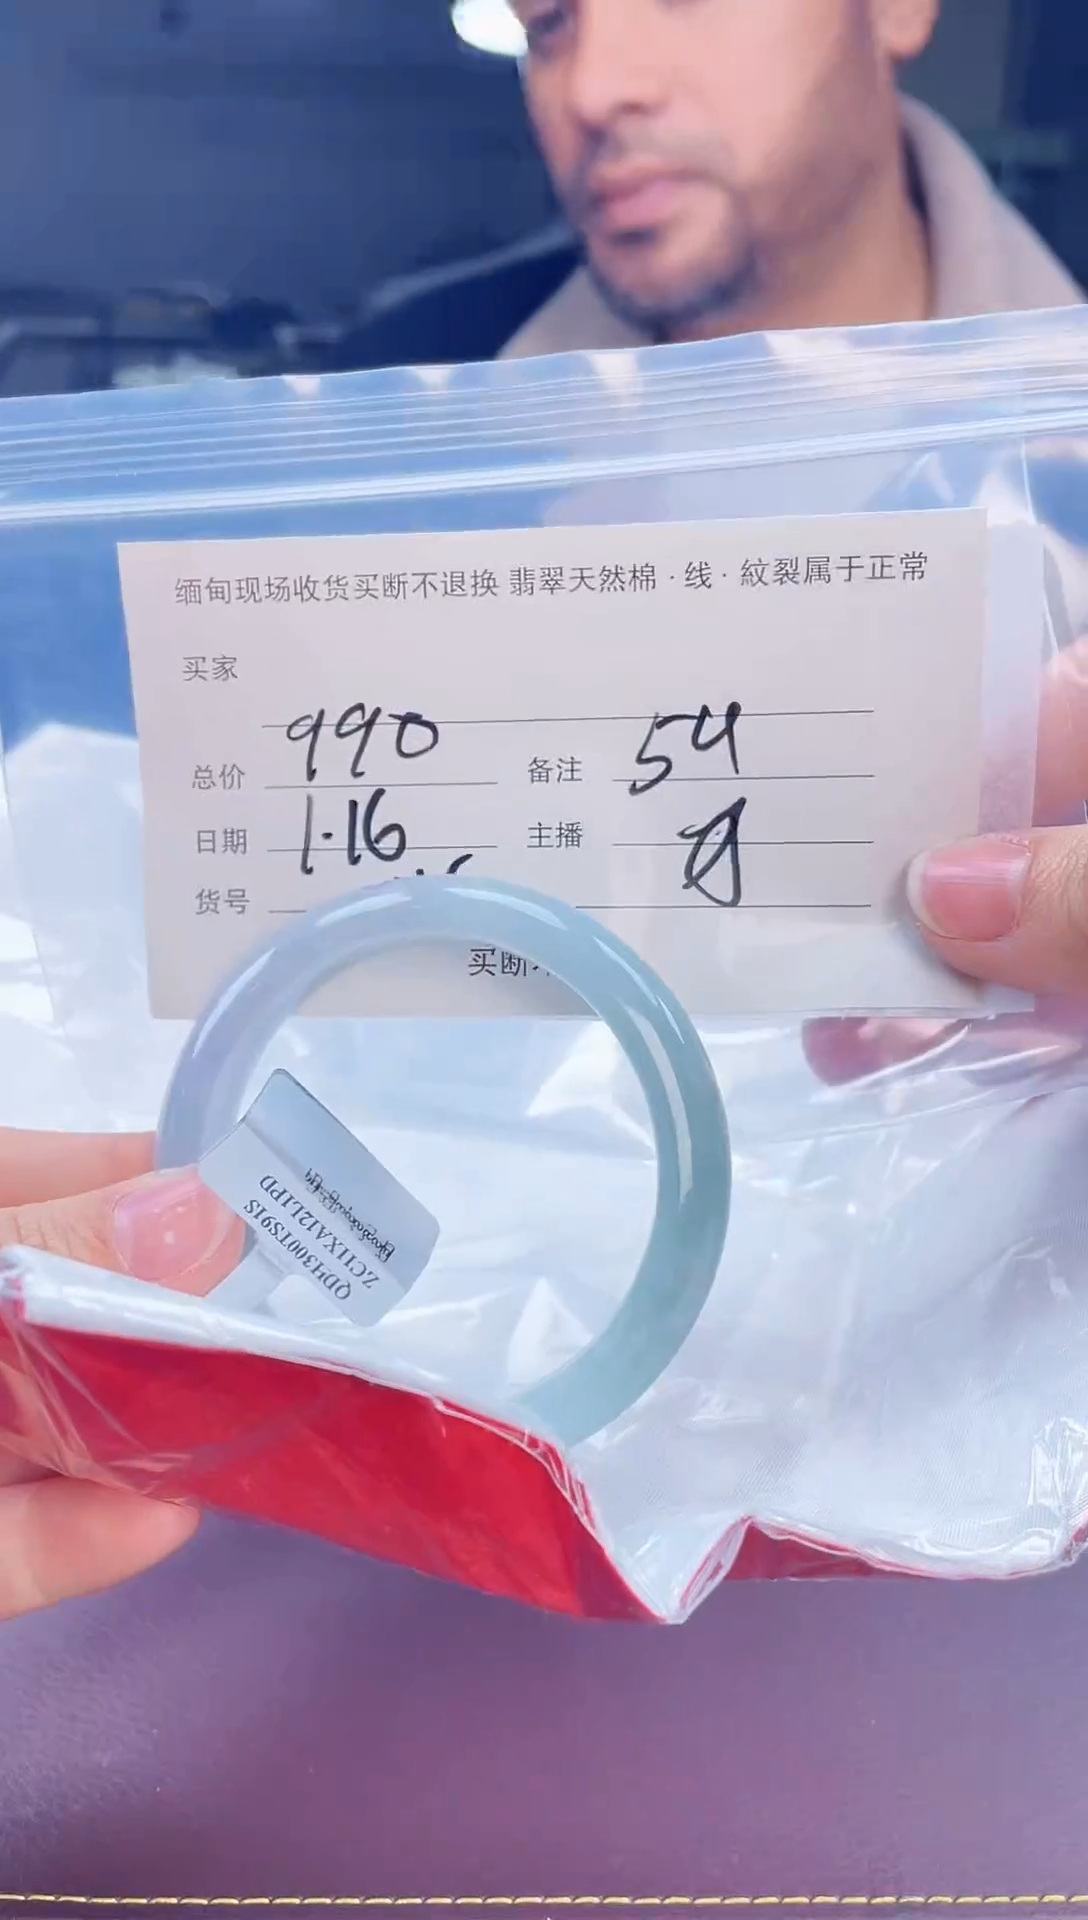 缅甸现场收货买断不退换 翡翠天然棉·线·紋裂属于正常
买家
总价 990 备注 54
日期 1.16 主播
货号
买断
QDH300TS91S
ZC11XA12L1PD